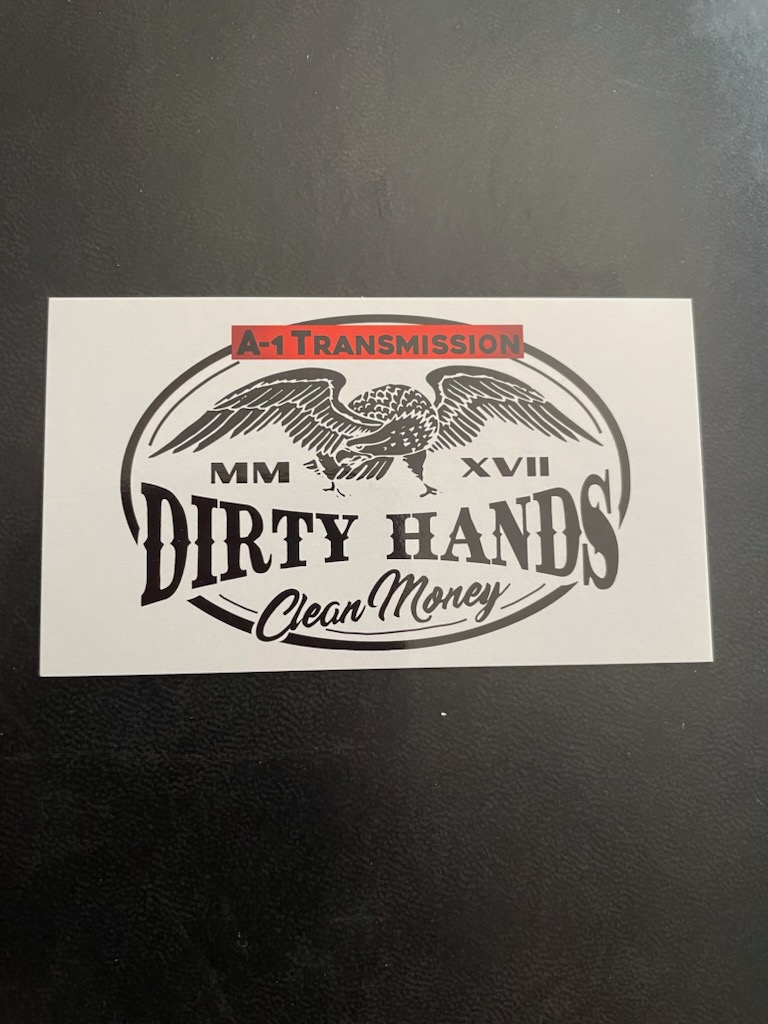 A-1 TRANSMISSION
MM XVII
DIRTY HANDS
Clean Money